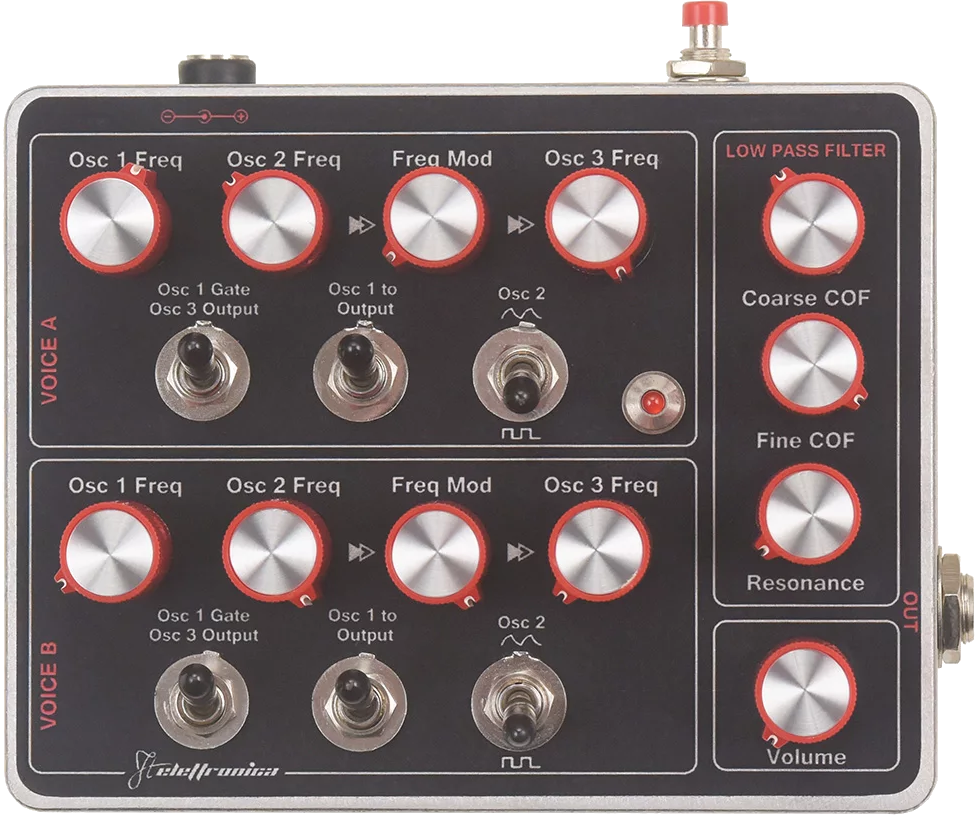 Osc 1 Freq
Osc 2 Freq
Freq Mod
Osc 3 Freq
Osc 1 Gate
Osc 3 Output
Osc 1 to
Output
Osc 2
VOICE A
Osc 1 Freq
Osc 2 Freq
Freq Mod
Osc 3 Freq
Osc 1 Gate
Osc 3 Output
Osc 1 to
Output
Osc 2
VOICE B
Jt elettronica
LOW PASS FILTER
Coarse COF
Fine COF
Resonance
OUT
Volume